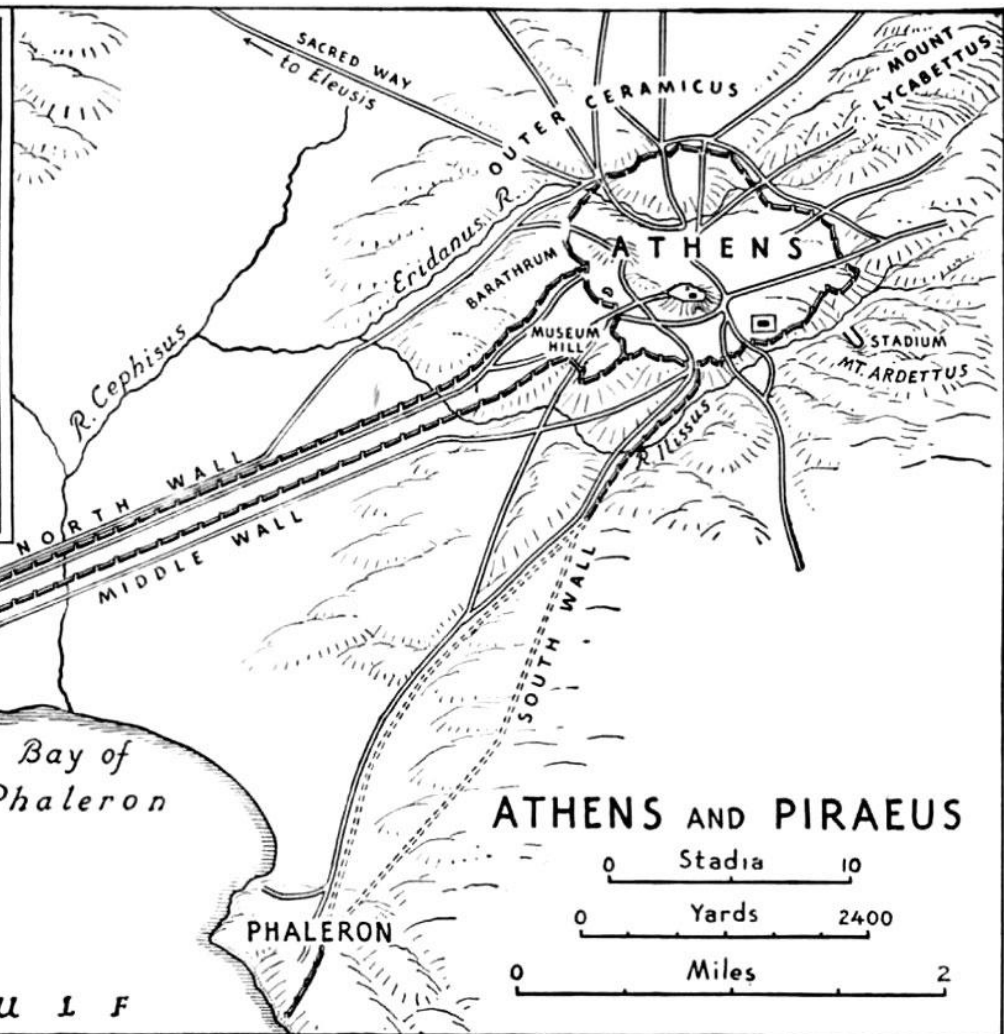 SACRED WAY
to Eleusis
OUTER CERAMICUS
MOUNT
LYCABETTUS
Eridanus R.
ATHENS
BARATHRUM
MUSEUM
HILL
STADIUM
MT. ARDETTUS
R. Cephisus
R. Ilissus
NORTH WALL
MIDDLE WALL
SOUTH WALL
Bay of
Phaleron
ATHENS AND PIRAEUS
0 Stadia 10
0 Yards 2400
PHALERON
0 Miles 2
U L F